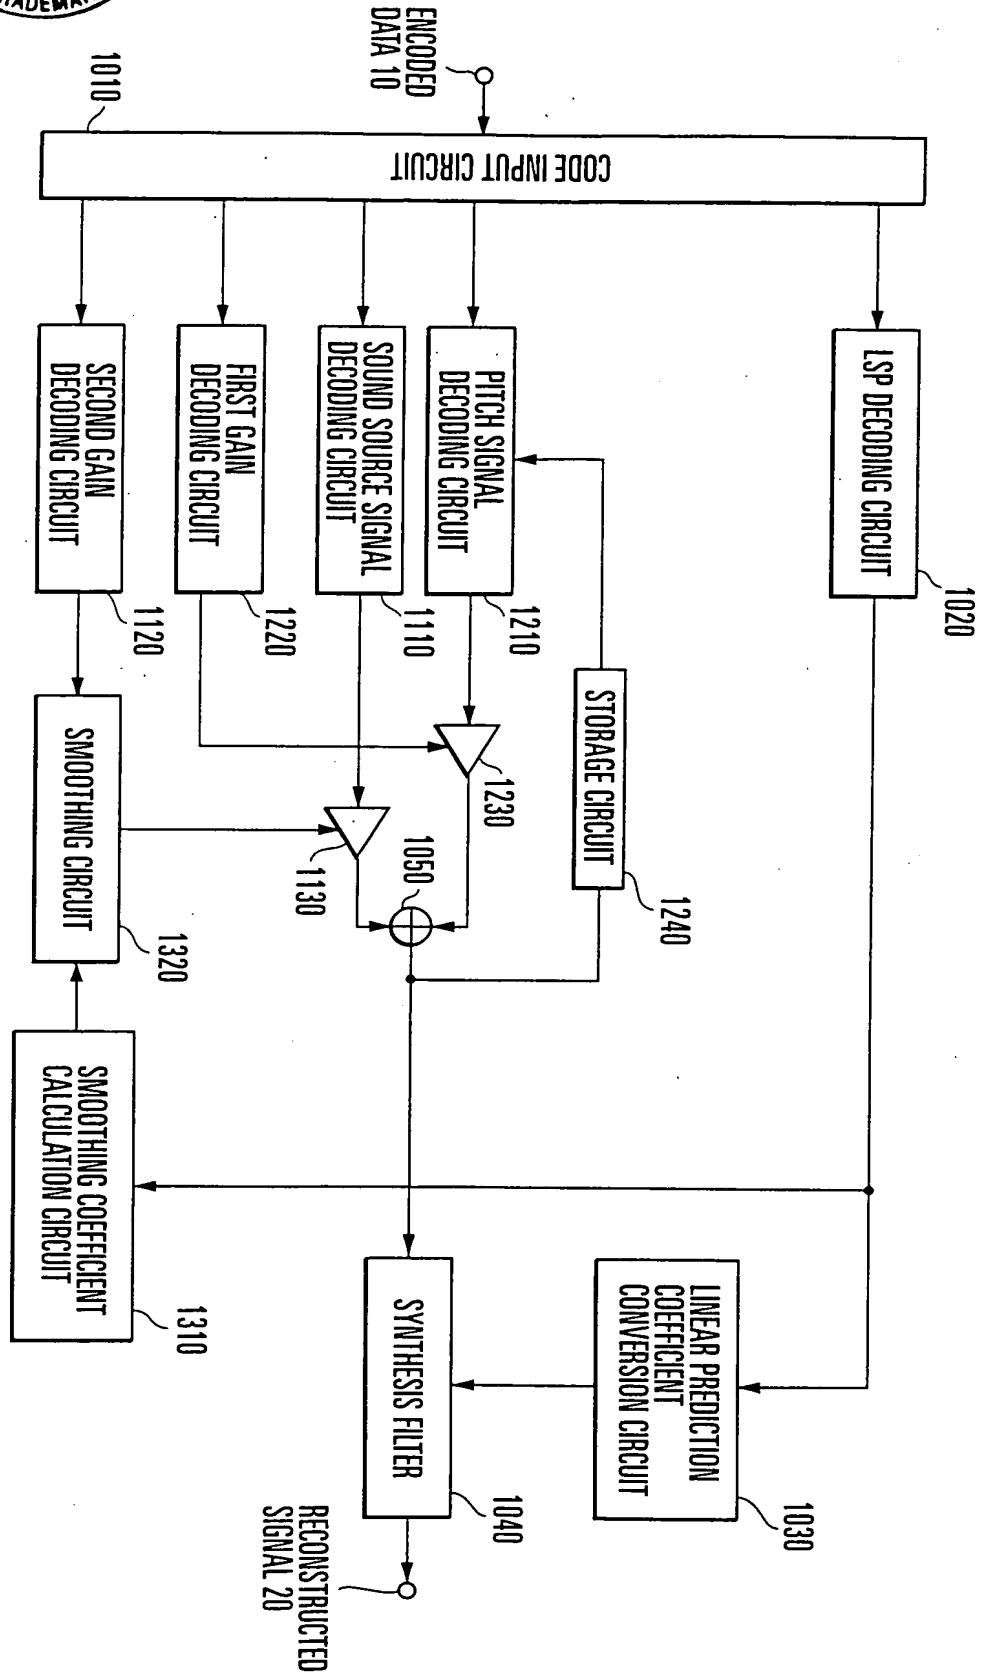 ENCODED
DATA 10
1010
CODE INPUT CIRCUIT
LSP DECODING CIRCUIT
1020
PITCH SIGNAL
DECODING CIRCUIT
1210
SOUND SOURCE SIGNAL
DECODING CIRCUIT
1110
FIRST GAIN
DECODING CIRCUIT
1220
SECOND GAIN
DECODING CIRCUIT
1120
STORAGE CIRCUIT
1240
1230
1130
1050
SMOOTHING CIRCUIT
1320
SMOOTHING COEFFICIENT
CALCULATION CIRCUIT
1310
LINEAR PREDICTION
COEFFICIENT
CONVERSION CIRCUIT
1030
SYNTHESIS FILTER
1040
RECONSTRUCTED
SIGNAL 20